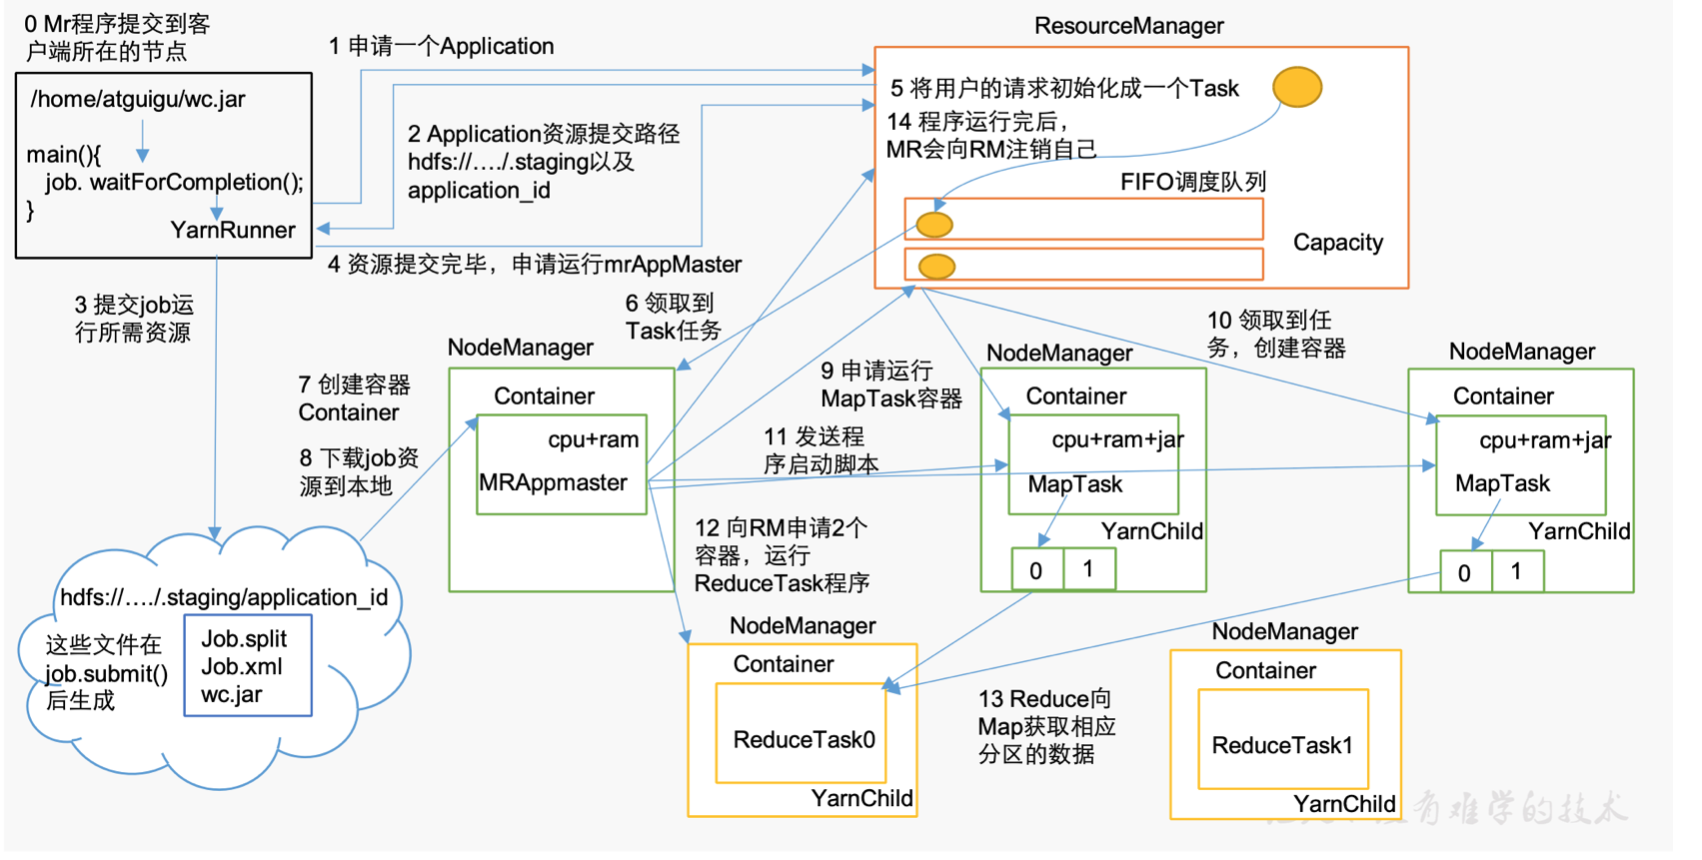 0 Mr程序提交到客
户端所在的节点
/home/atguigu/wc.jar
main(){
job. waitForCompletion();
}
YarnRunner
1 申请一个Application
2 Application资源提交路径
hdfs://…./.staging以及
application_id
4 资源提交完毕，申请运行mrAppMaster
3 提交job运
行所需资源
ResourceManager
5 将用户的请求初始化成一个Task
14 程序运行完后，
MR会向RM注销自己
FIFO调度队列
Capacity
6 领取到
Task任务
7 创建容器
Container
8 下载job资
源到本地
NodeManager
Container
cpu+ram
MRAppmaster
9 申请运行
MapTask容器
11 发送程
序启动脚本
10 领取到任
务，创建容器
NodeManager
Container
cpu+ram+jar
MapTask
YarnChild
0
1
NodeManager
Container
cpu+ram+jar
MapTask
YarnChild
0
1
12 向RM申请2个
容器，运行
ReduceTask程序
hdfs://…./.staging/application_id
这些文件在
job.submit()
后生成
Job.split
Job.xml
wc.jar
NodeManager
Container
ReduceTask0
YarnChild
13 Reduce向
Map获取相应
分区的数据
NodeManager
Container
ReduceTask1
YarnChild
有难学的技术